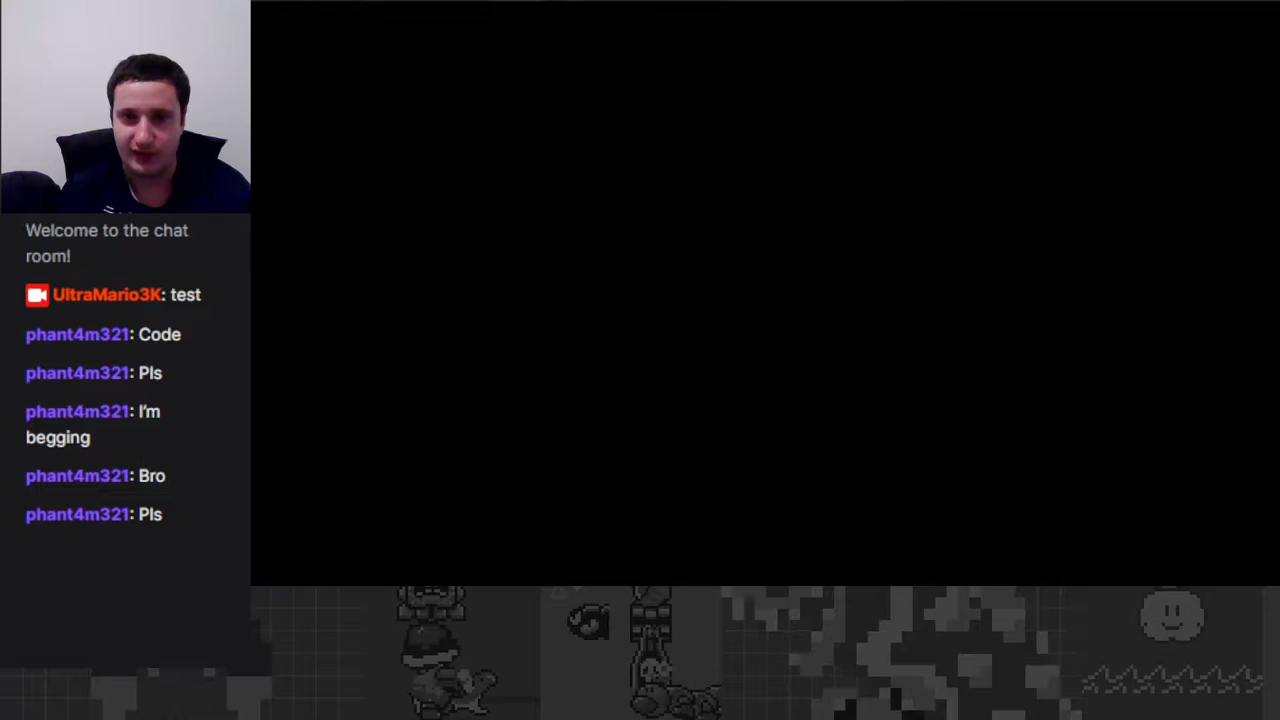 Welcome to the chat
room!
UltraMario3K: test
phant4m321: Code
phant4m321: Pls
phant4m321: I'm
begging
phant4m321: Bro
phant4m321: Pls